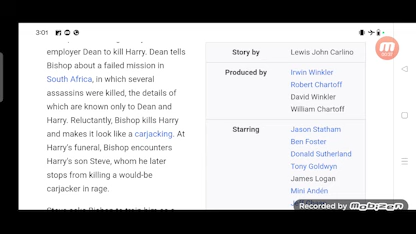 3:01
employer Dean to kill Harry. Dean tells
Bishop about a failed mission in
South Africa, in which several
assassins were killed, the details of
which are known only to Dean and
Harry. Reluctantly, Bishop kills Harry
and makes it look like a carjacking. At
Harry's funeral, Bishop encounters
Harry's son Steve, whom he later
stops from killing a would-be
carjacker in rage.
Story by Lewis John Carlino
Produced by Irwin Winkler
Robert Chartoff
David Winkler
William Chartoff
Starring Jason Statham
Ben Foster
Donald Sutherland
Tony Goldwyn
James Logan
Mini Andén
Recorded by Mobizen